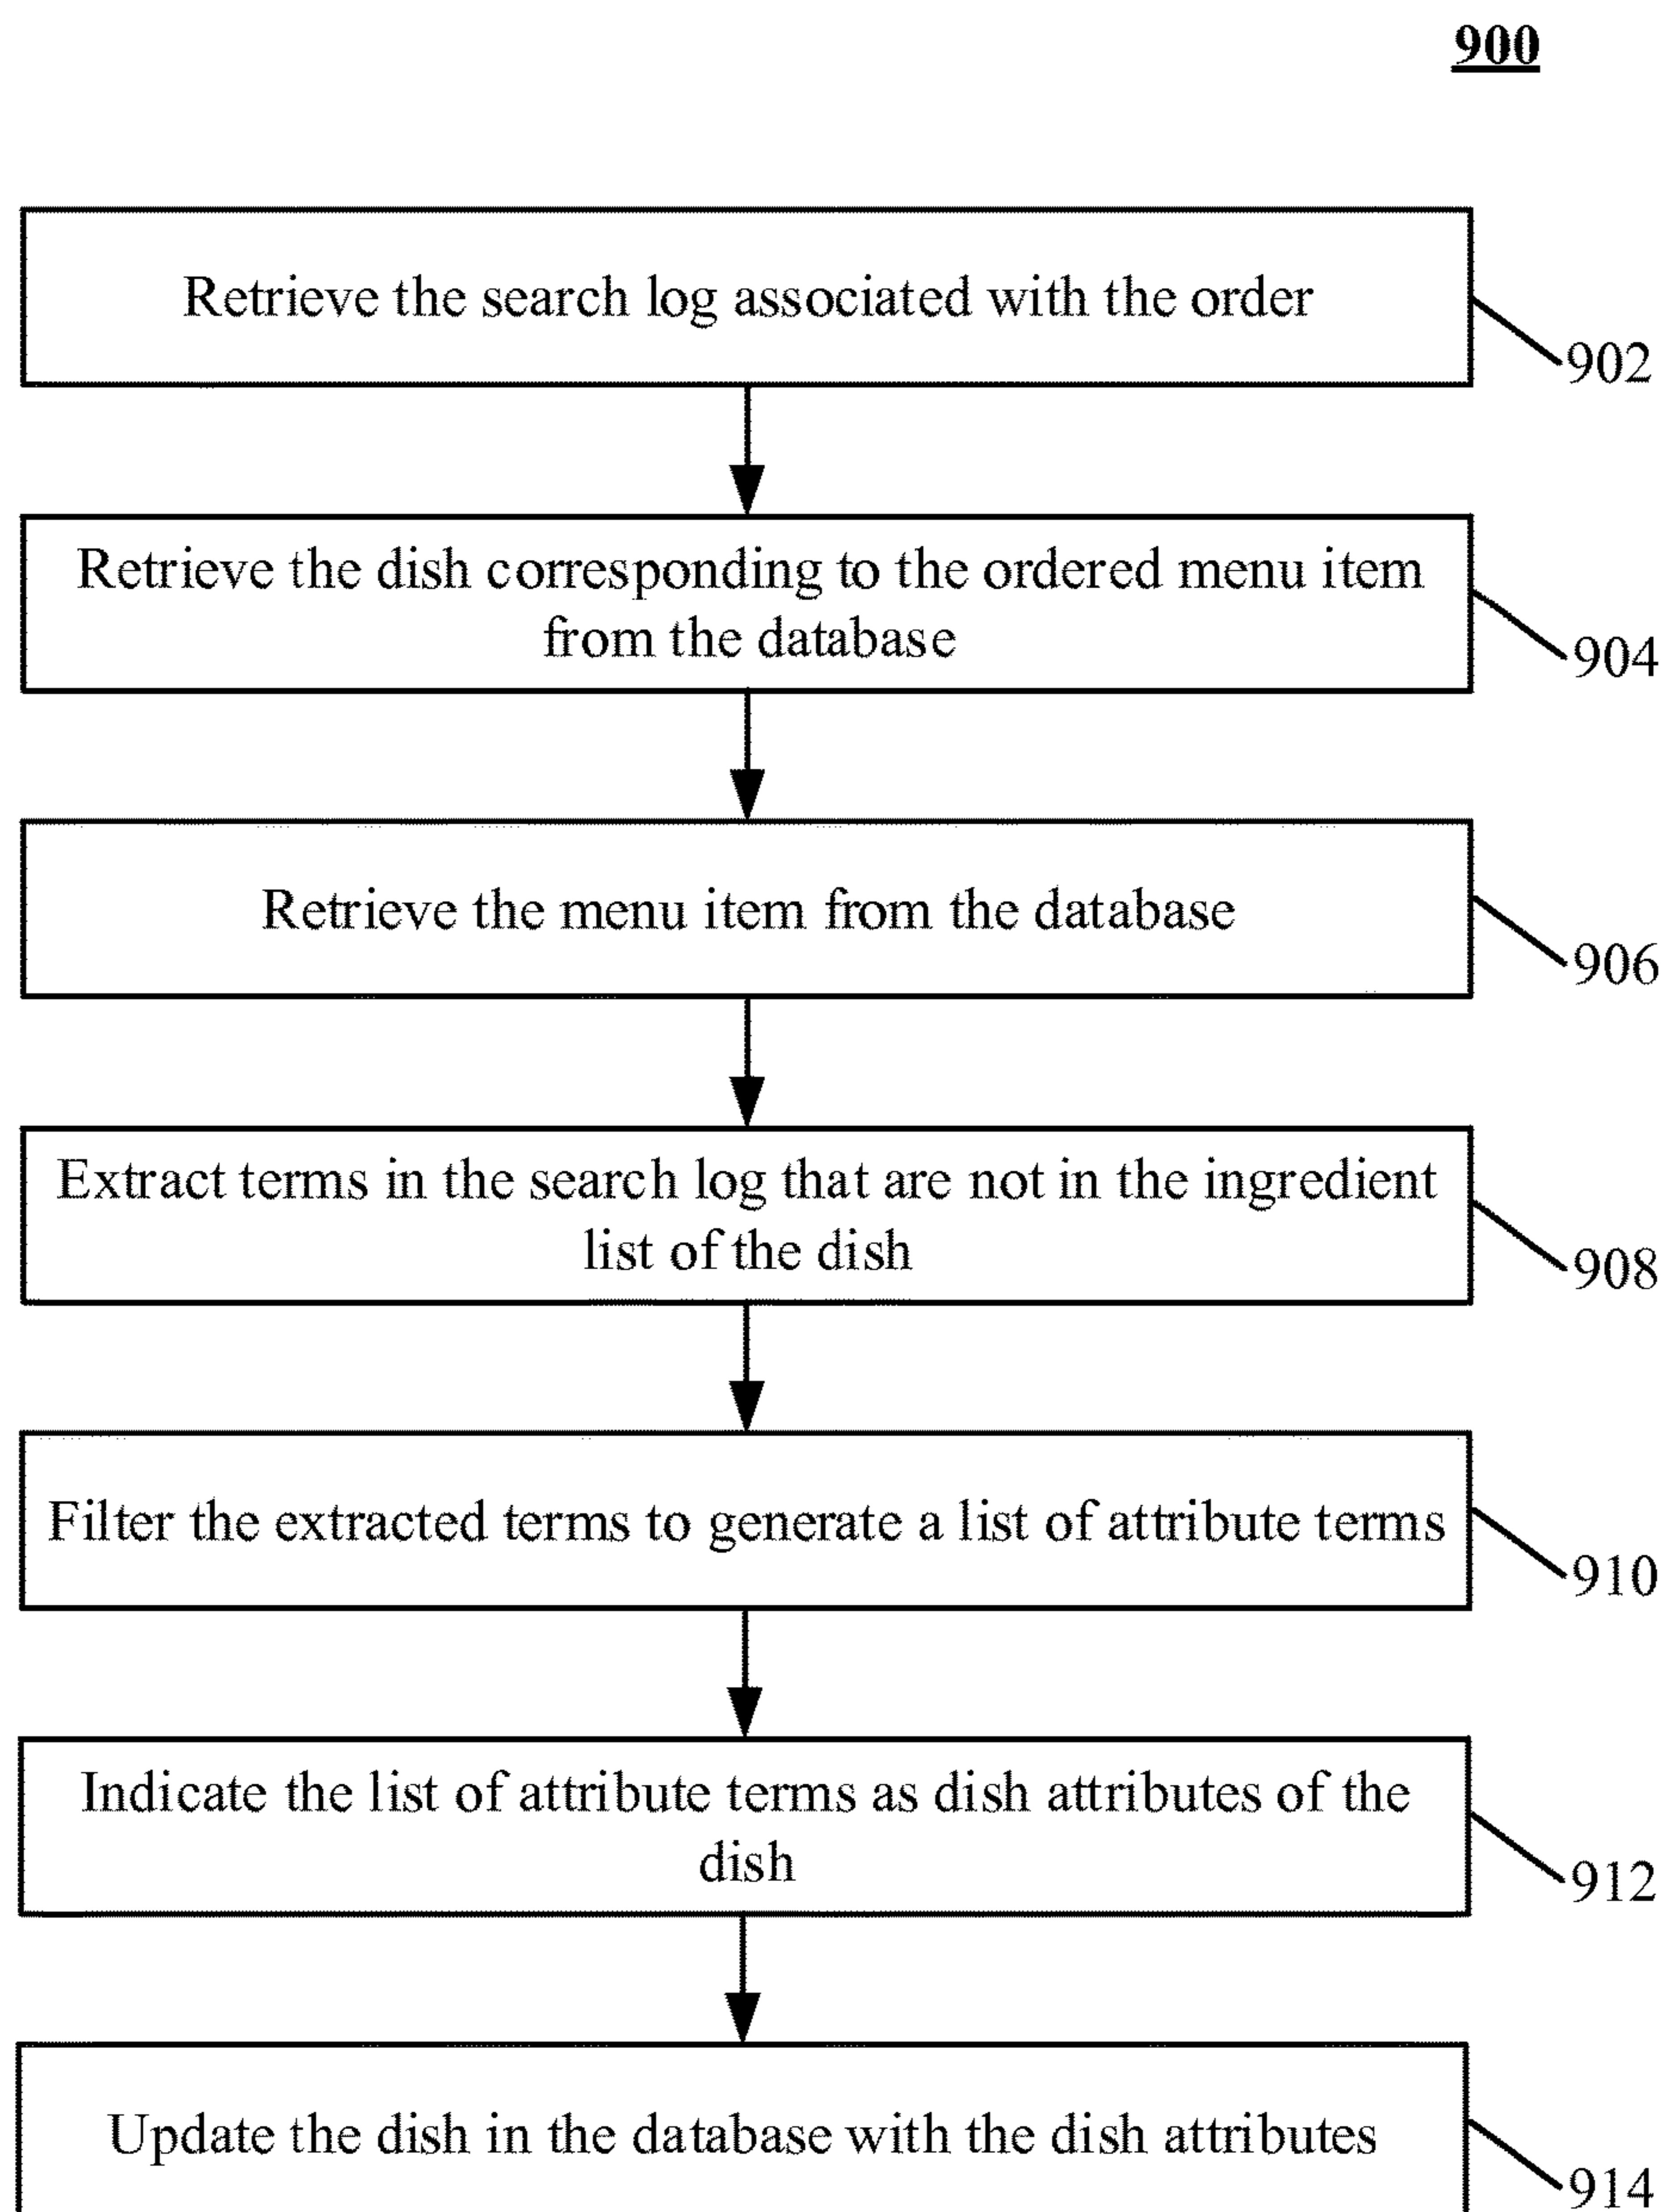 900
Retrieve the search log associated with the order
902
Retrieve the dish corresponding to the ordered menu item
from the database
904
Retrieve the menu item from the database
906
Extract terms in the search log that are not in the ingredient
list of the dish
908
Filter the extracted terms to generate a list of attribute terms
910
Indicate the list of attribute terms as dish attributes of the
dish
912
Update the dish in the database with the dish attributes
914